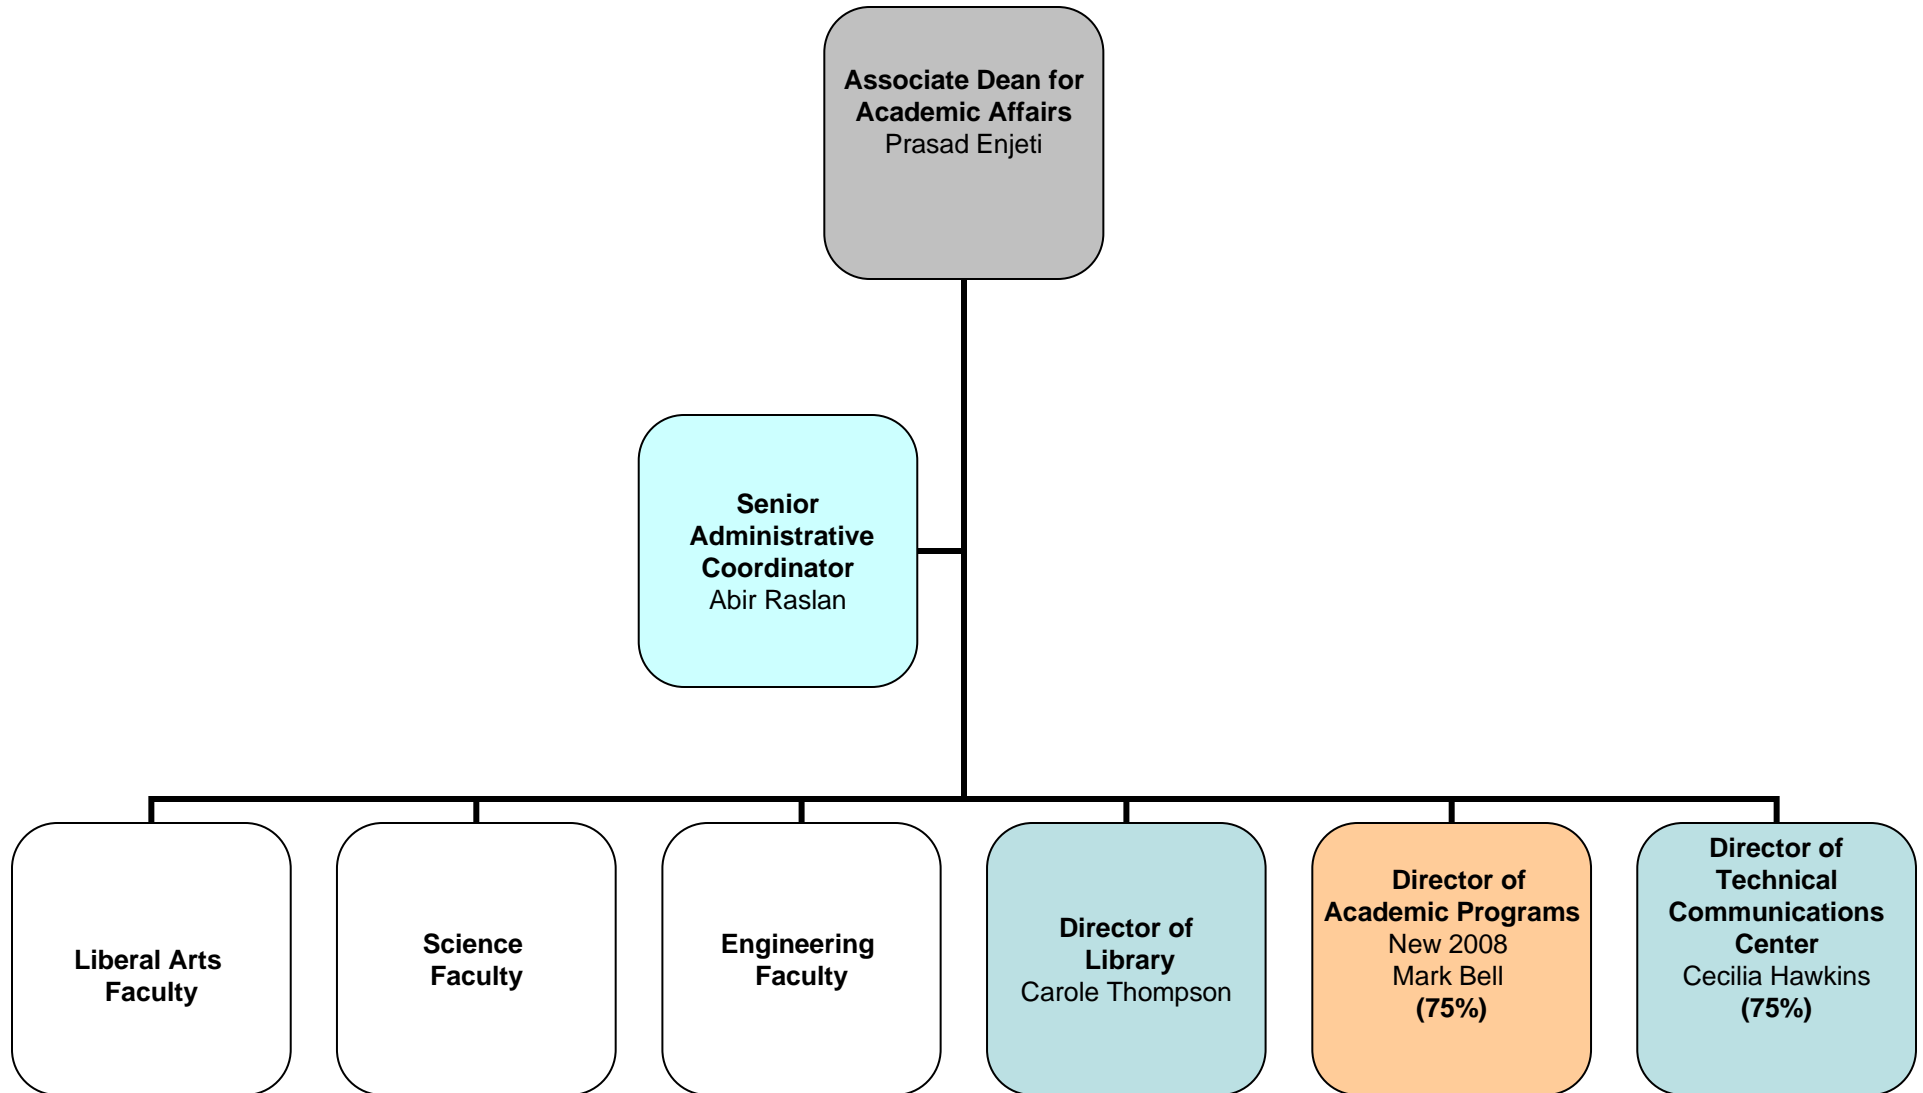 Associate Dean for
Academic Affairs
Prasad Enjeti
Senior
Administrative
Coordinator
Abir Raslan
Liberal Arts
Faculty
Science
Faculty
Engineering
Faculty
Director of
Library
Carole Thompson
Director of
Academic Programs
New 2008
Mark Bell
(75%)
Director of
Technical
Communications
Center
Cecilia Hawkins
(75%)